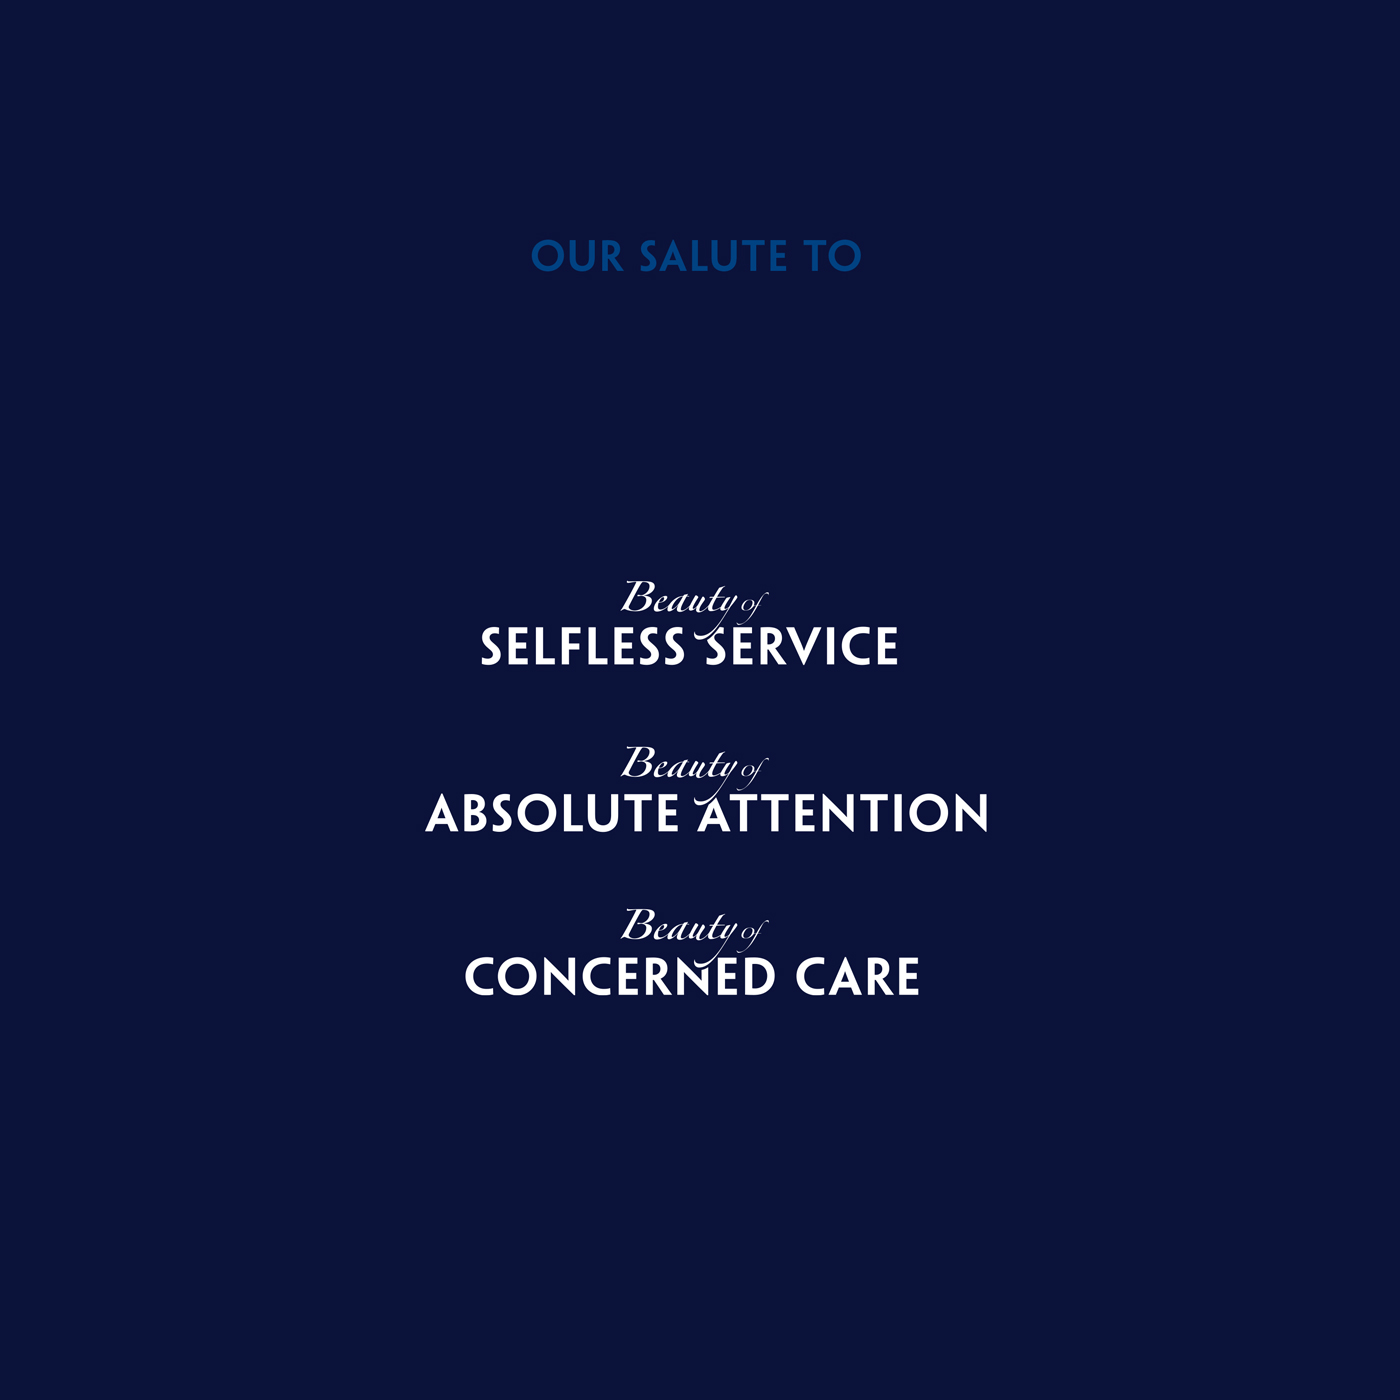 OUR SALUTE TO
Beauty of
SELFLESS SERVICE
Beauty of
ABSOLUTE ATTENTION
Beauty of
CONCERNED CARE